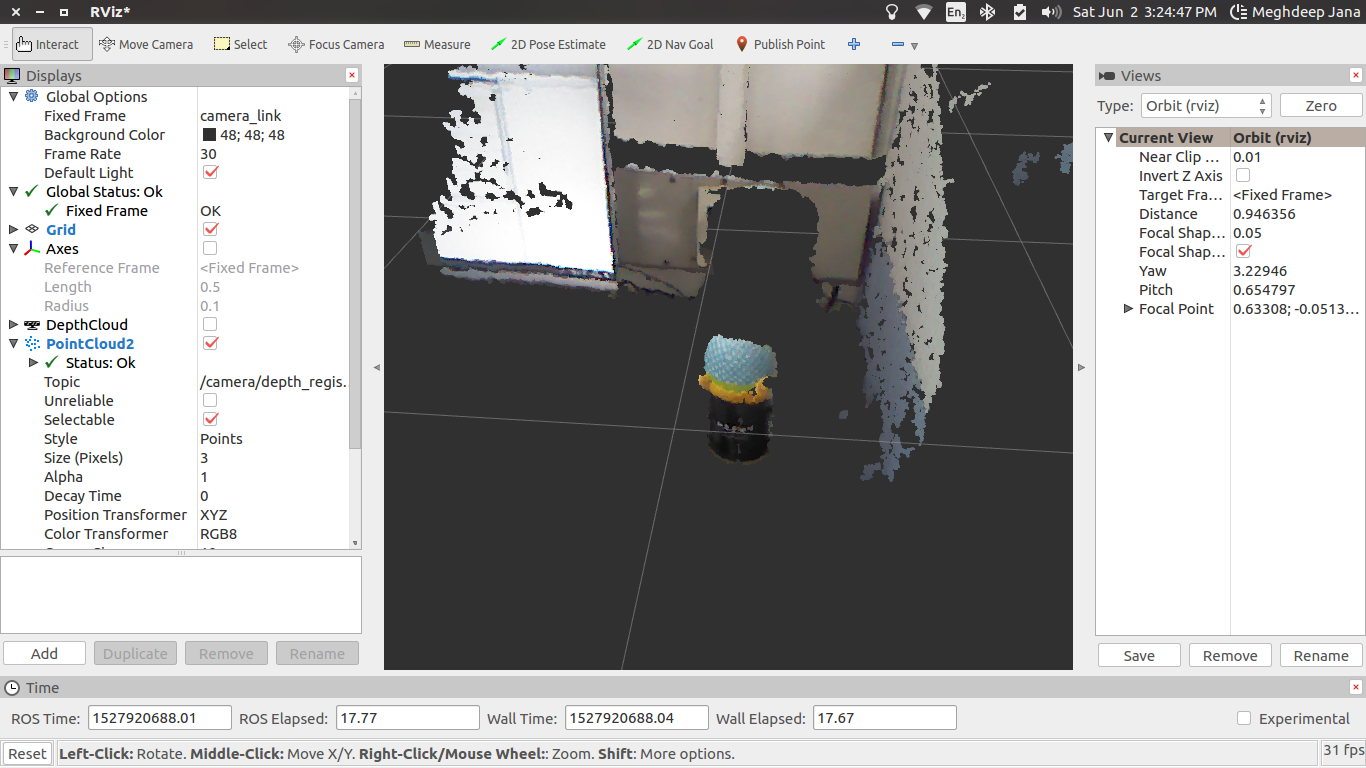 RViz*
En2
Sat Jun 2 3:24:47 PM
Meghdeep Jana
Interact
Move Camera
Select
Focus Camera
Measure
2D Pose Estimate
2D Nav Goal
Publish Point
Displays
Global Options
Fixed Frame camera_link
Background Color 48; 48; 48
Frame Rate 30
Default Light
Global Status: Ok
Fixed Frame OK
Grid
Axes
Reference Frame <Fixed Frame>
Length 0.5
Radius 0.1
DepthCloud
PointCloud2
Status: Ok
Topic /camera/depth_regis...
Unreliable
Selectable
Style Points
Size (Pixels) 3
Alpha 1
Decay Time 0
Position Transformer XYZ
Color Transformer RGB8
Add
Duplicate
Remove
Rename
Views
Type: Orbit (rviz) Zero
Current View Orbit (rviz)
Near Clip ... 0.01
Invert Z Axis
Target Fra... <Fixed Frame>
Distance 0.946356
Focal Shap... 0.05
Focal Shap...
Yaw 3.22946
Pitch 0.654797
Focal Point 0.63308; -0.0513...
Save
Remove
Rename
Time
ROS Time: 1527920688.01 ROS Elapsed: 17.77 Wall Time: 1527920688.04 Wall Elapsed: 17.67 Experimental
Reset Left-Click: Rotate. Middle-Click: Move X/Y. Right-Click/Mouse Wheel:: Zoom. Shift: More options. 31 fps